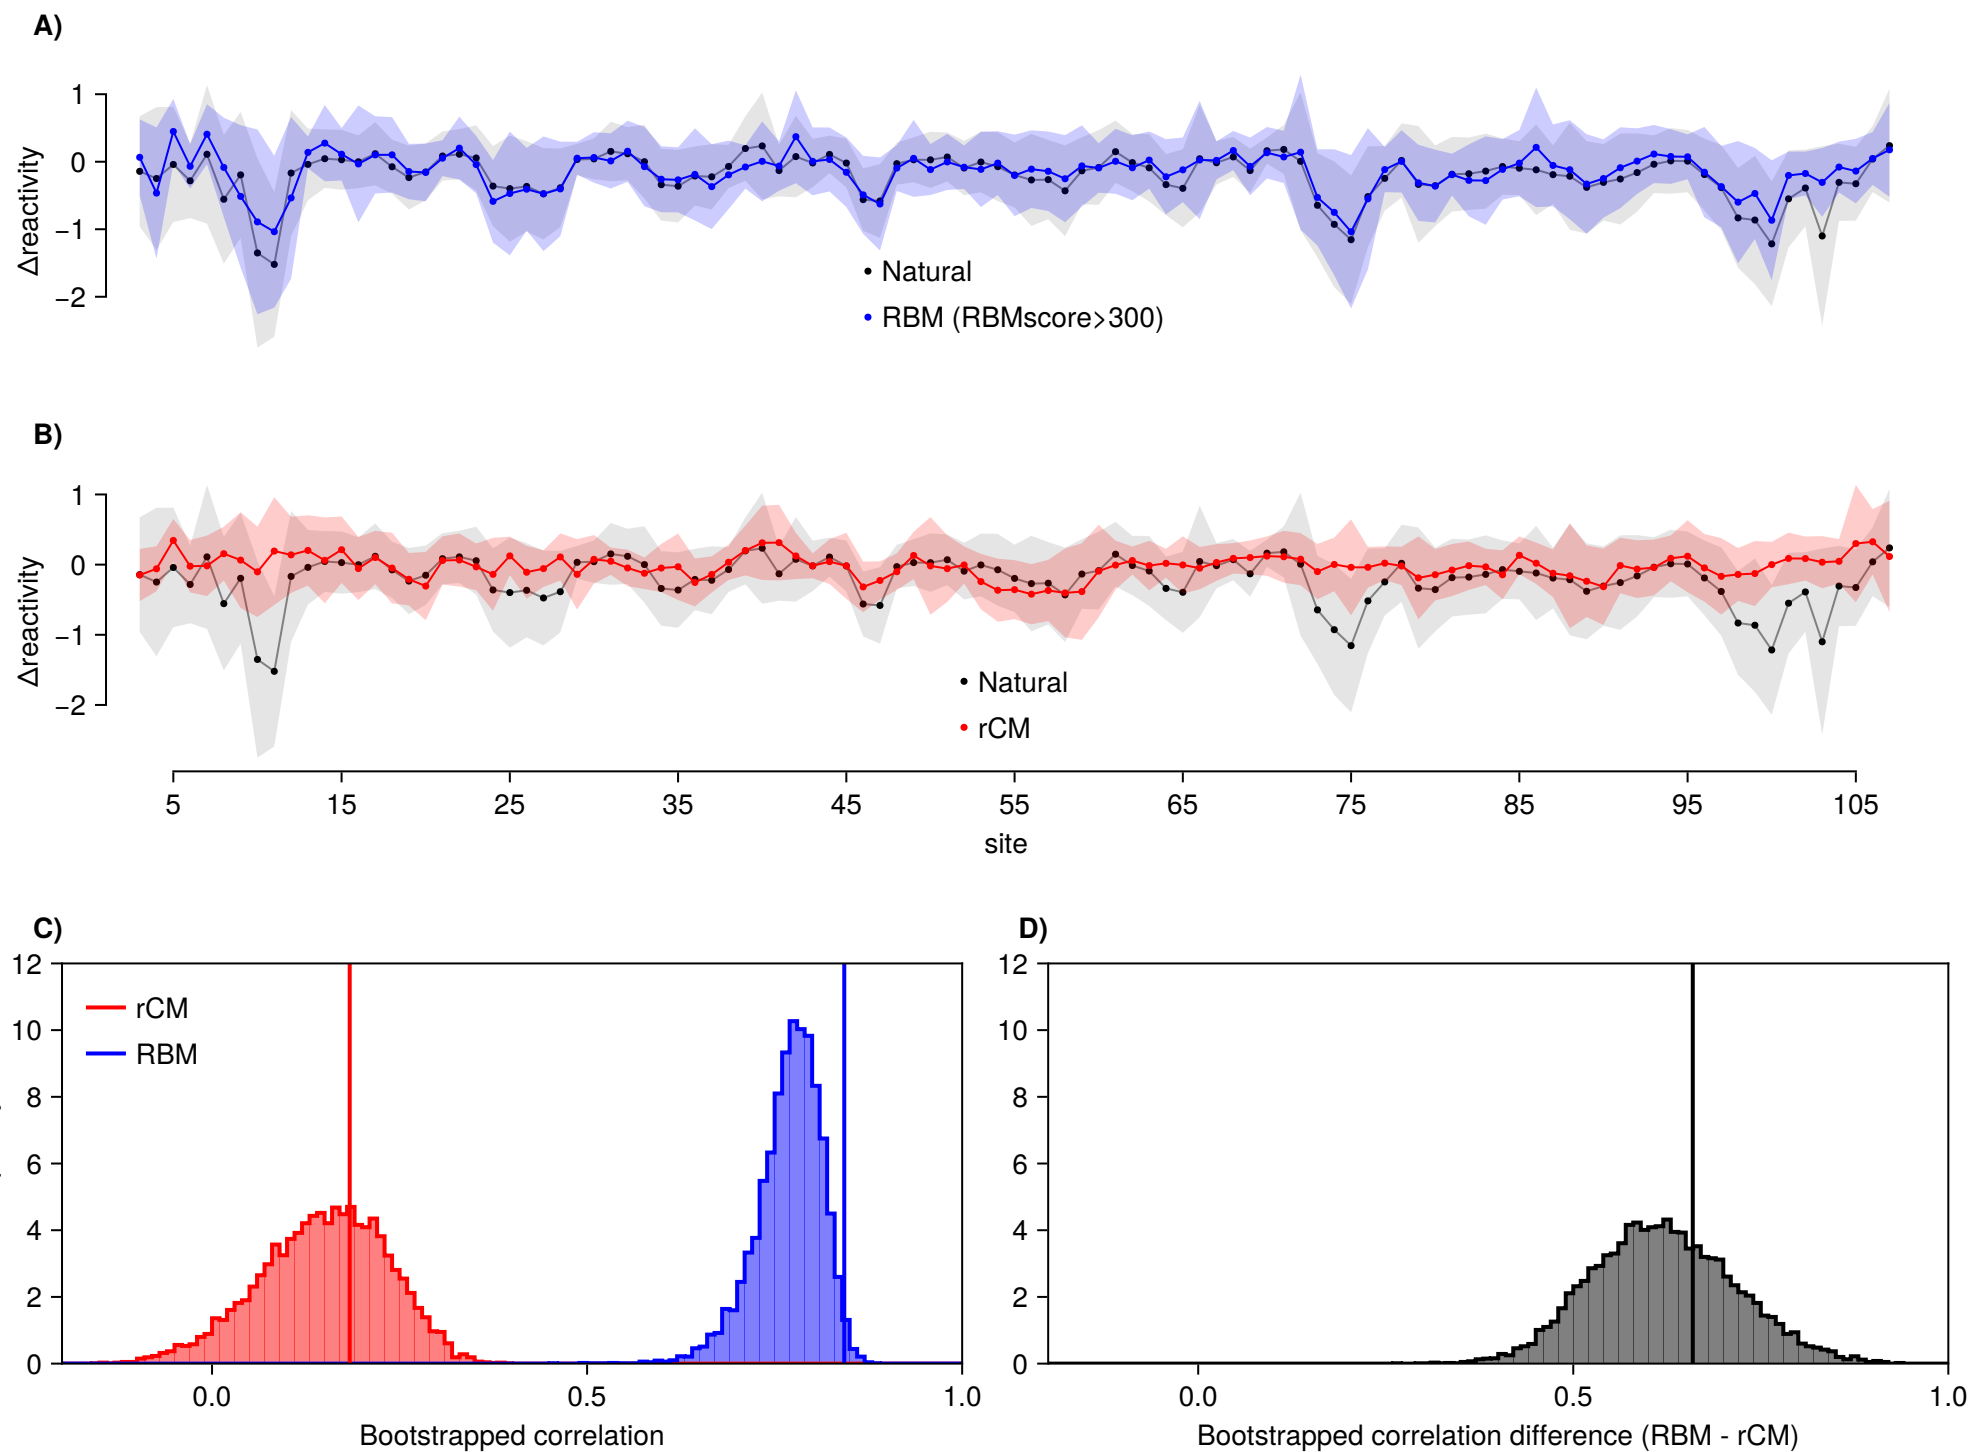 A)
1
0
−1
−2
Δreactivity
Natural
RBM (RBMscore>300)
B)
1
0
−1
−2
Δreactivity
Natural
rCM
5 15 25 35 45 55 65 75 85 95 105
site
C)
12
10
8
6
4
2
0
rCM
RBM
0.0 0.5 1.0
Bootstrapped correlation
D)
12
10
8
6
4
2
0
0.0 0.5 1.0
Bootstrapped correlation difference (RBM - rCM)